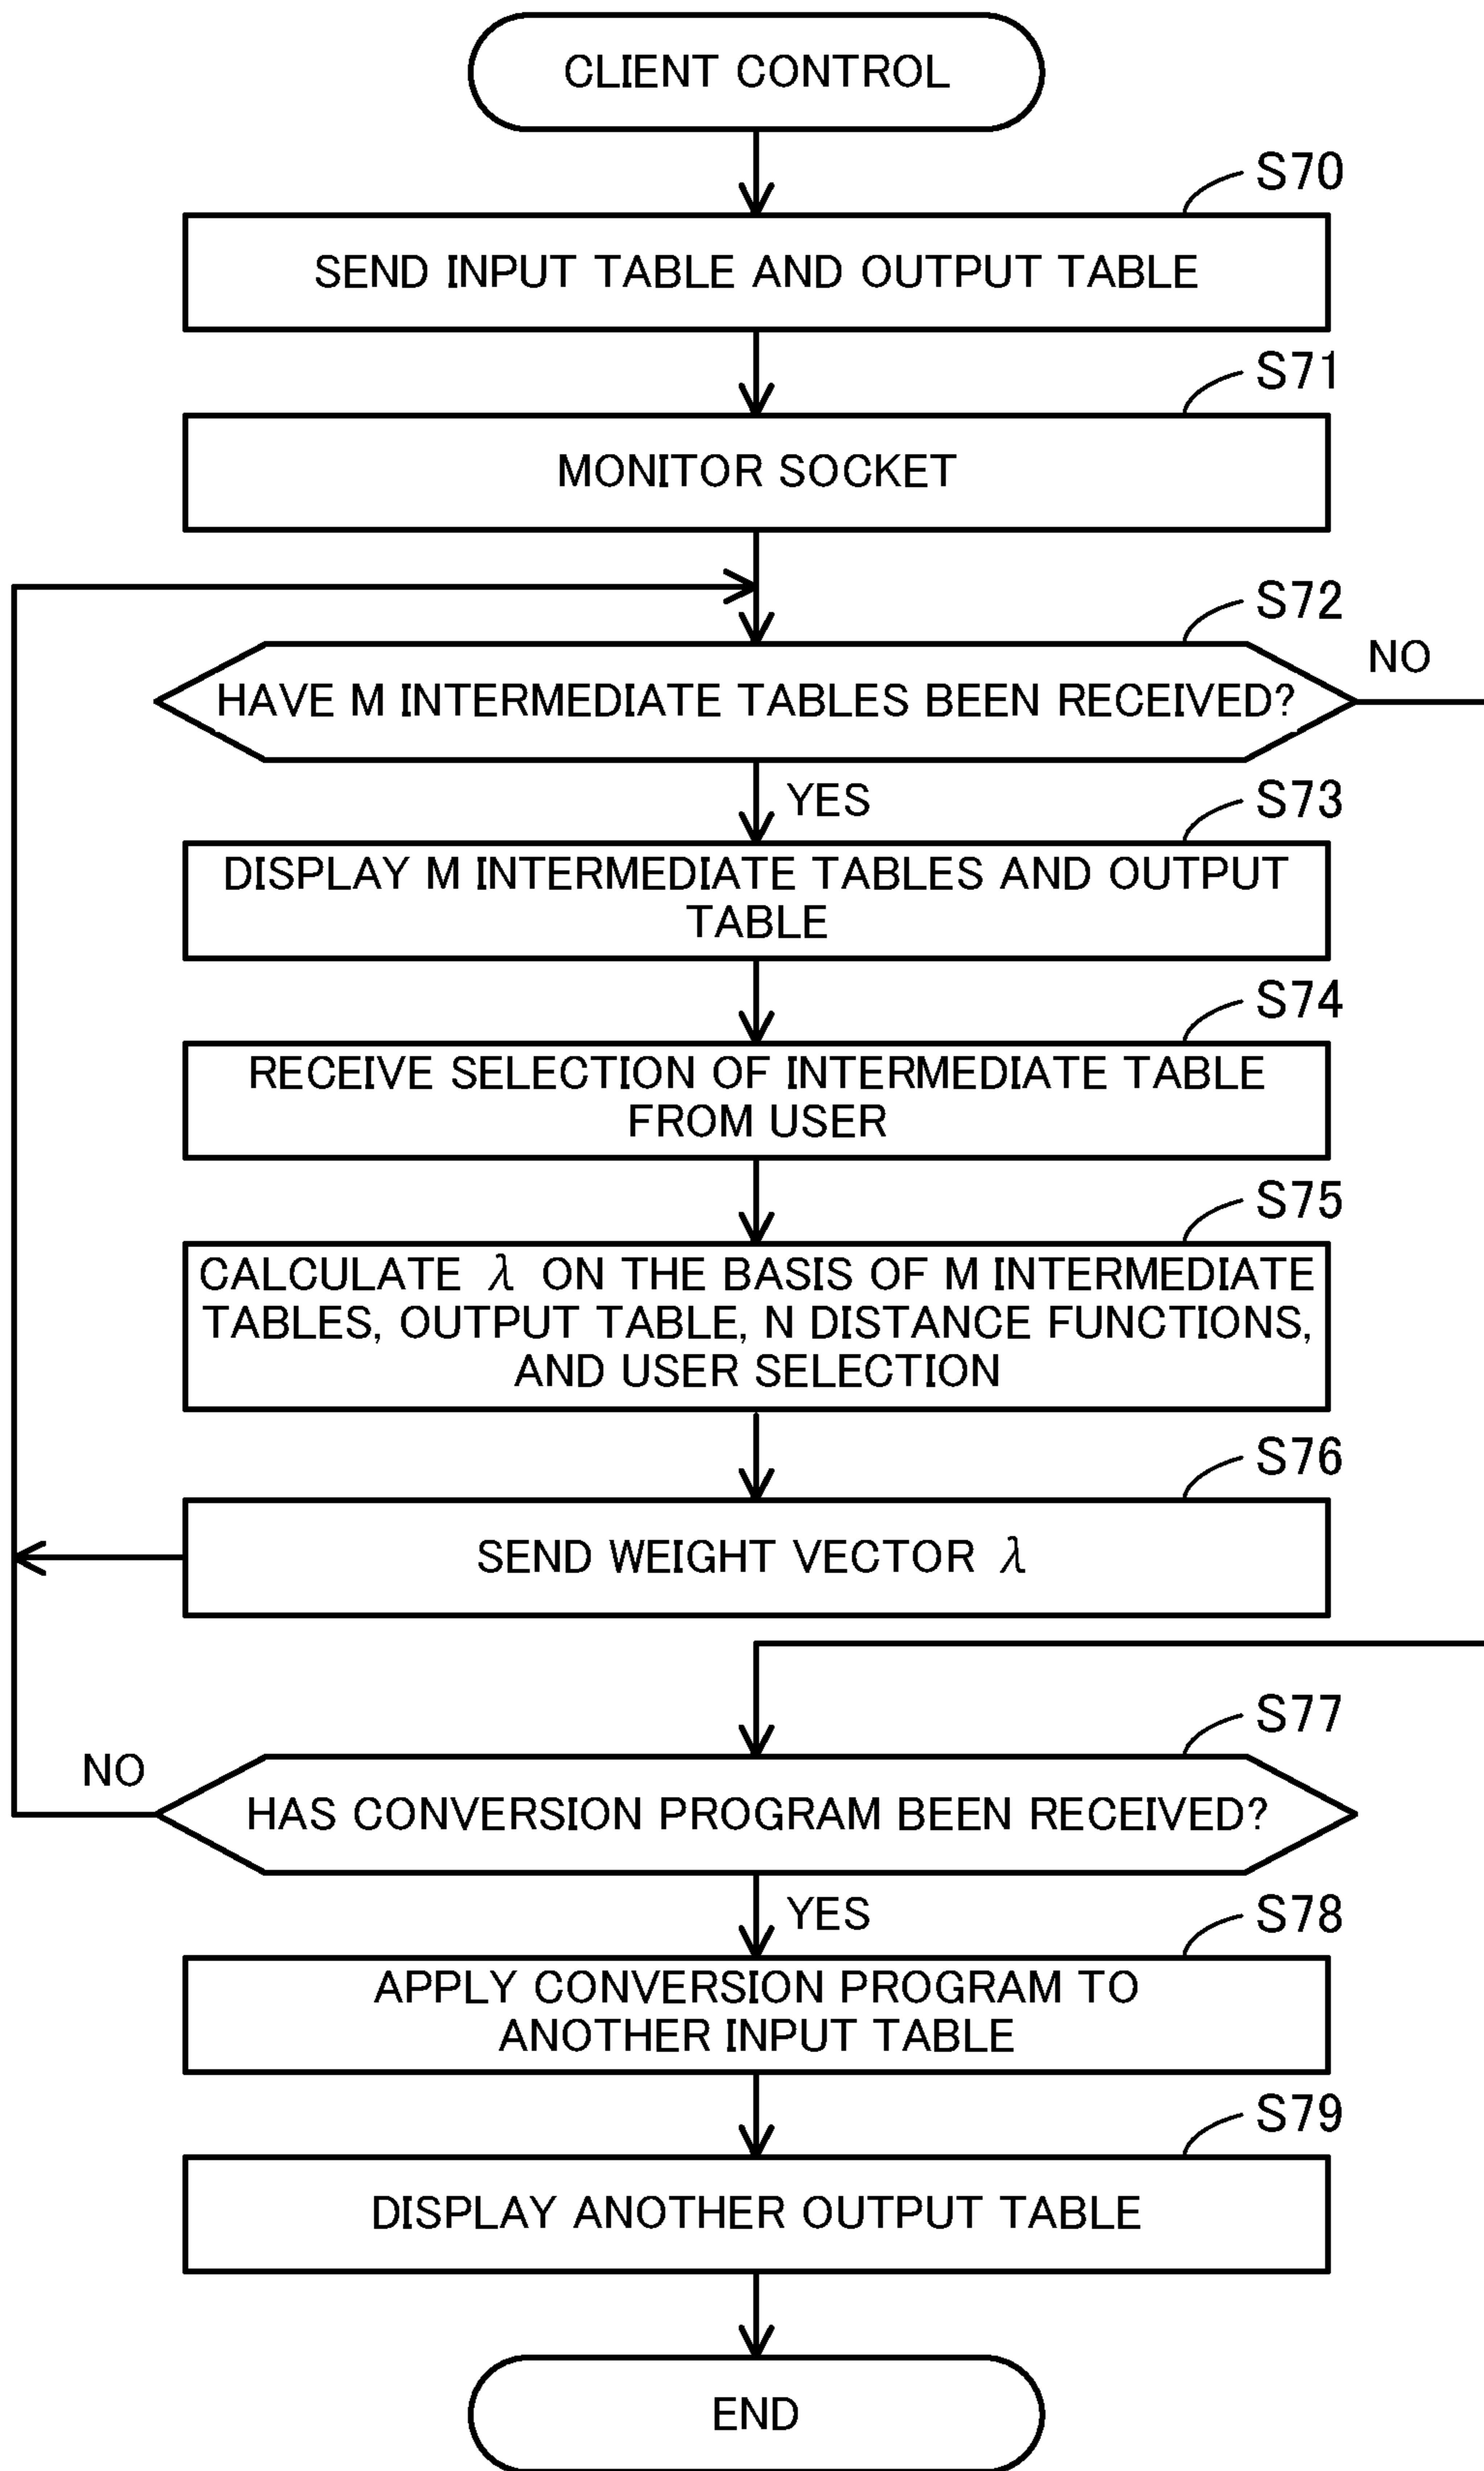 CLIENT CONTROL
S70
SEND INPUT TABLE AND OUTPUT TABLE
S71
MONITOR SOCKET
S72
HAVE M INTERMEDIATE TABLES BEEN RECEIVED?
NO
YES
S73
DISPLAY M INTERMEDIATE TABLES AND OUTPUT
TABLE
S74
RECEIVE SELECTION OF INTERMEDIATE TABLE
FROM USER
S75
CALCULATE λ ON THE BASIS OF M INTERMEDIATE
TABLES, OUTPUT TABLE, N DISTANCE FUNCTIONS,
AND USER SELECTION
S76
SEND WEIGHT VECTOR λ
S77
NO
HAS CONVERSION PROGRAM BEEN RECEIVED?
YES
S78
APPLY CONVERSION PROGRAM TO
ANOTHER INPUT TABLE
S79
DISPLAY ANOTHER OUTPUT TABLE
END